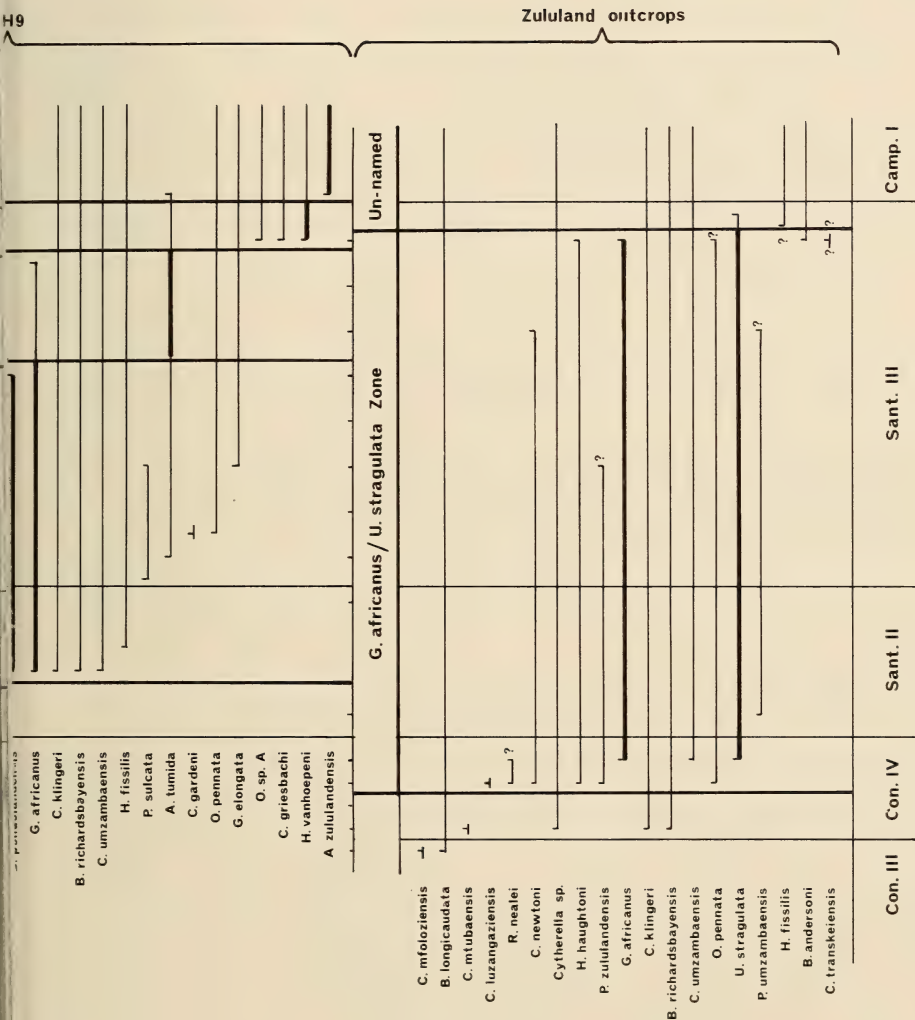 H9
Zululand outcrops
Un-named
G. africanus/ U. stragulata Zone
Camp. I
Sant. III
Sant. II
Con. IV
Con. III
G. africanus
C. klingeri
B. richardsbayensis
C. umzambaensis
H. fissilis
P. sulcata
A. tumida
C. gardeni
O. pennata
G. elongata
O. sp. A
C. griesbachi
H. vanhoepeni
A zululandensis
C. mfoloziensis
B. longicaudata
C. mtubaensis
C. luzangaziensis
R. nealei
C. newtoni
Cytherella sp.
H. haughtoni
P. zululandensis
G. africanus
C. klingeri
B. richardsbayensis
C. umzambaensis
O. pennata
U. stragulata
P. umzambaensis
H. fissilis
B. andersoni
C. transkeiensis
?
?
?
?
?
?
?